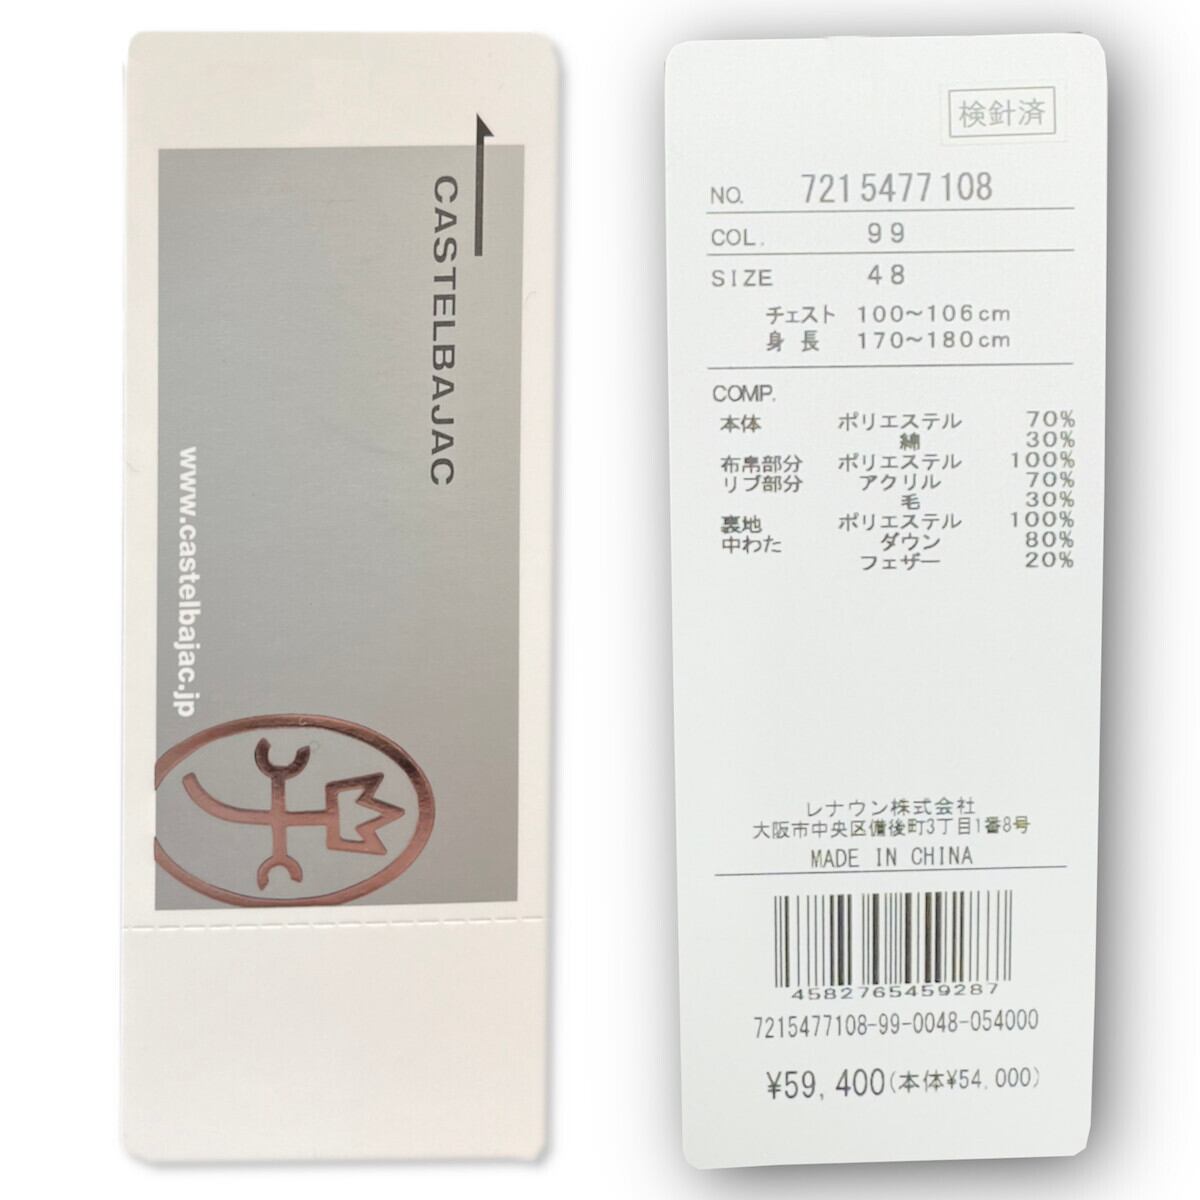 CASTELBAJAC
www.castelbajac.jp
検針済
NO. 7215477108
COL. 99
SIZE 48
チェスト 100~106cm
身長 170~180cm
COMP.
本体 ポリエステル 70%
綿 30%
布帛部分 ポリエステル 100%
リブ部分 アクリル 70%
毛 30%
裏地 ポリエステル 100%
中わた ダウン 80%
フェザー 20%
レナウン株式会社
大阪市中央区備後町3丁目1番8号
MADE IN CHINA
4582765459287
7215477108-99-0048-054000
¥59,400(本体¥54,000)